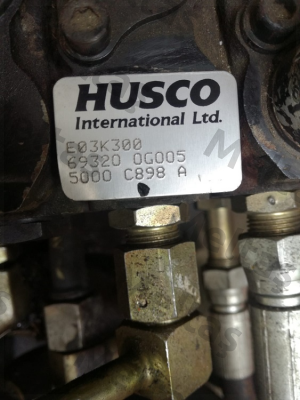 HUSCO
International Ltd.
E03K300
69320 0G005
5000 C898 A